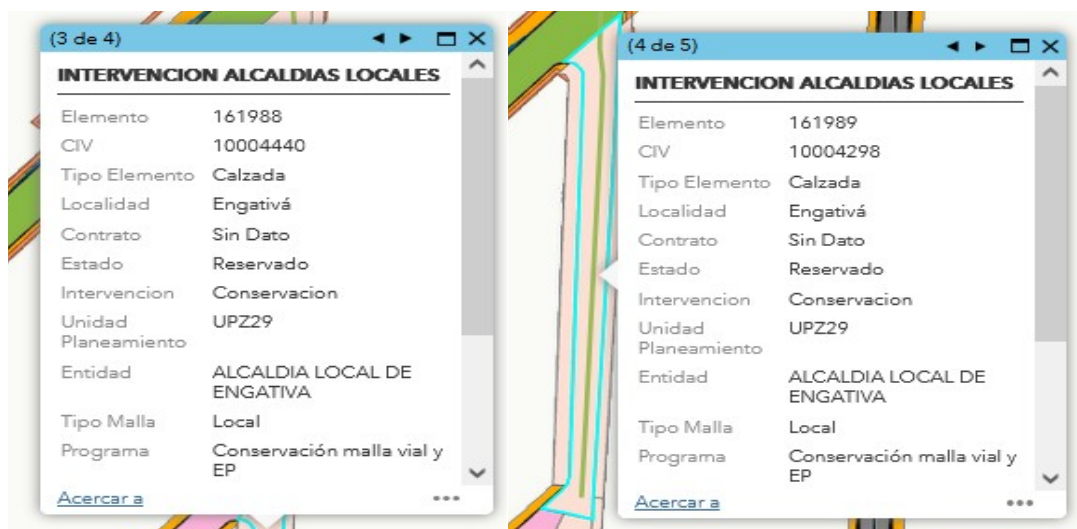 (3 de 4)
INTERVENCION ALCALDIAS LOCALES
Elemento 161988
CIV 10004440
Tipo Elemento Calzada
Localidad Engativá
Contrato Sin Dato
Estado Reservado
Intervencion Conservacion
Unidad Planeamiento UPZ29
Entidad ALCALDIA LOCAL DE
ENGATIVA
Tipo Malla Local
Programa Conservación malla vial y
EP
Acercar a
(4 de 5)
INTERVENCION ALCALDIAS LOCALES
Elemento 161989
CIV 10004298
Tipo Elemento Calzada
Localidad Engativá
Contrato Sin Dato
Estado Reservado
Intervencion Conservacion
Unidad Planeamiento UPZ29
Entidad ALCALDIA LOCAL DE
ENGATIVA
Tipo Malla Local
Programa Conservación malla vial y
EP
Acercar a